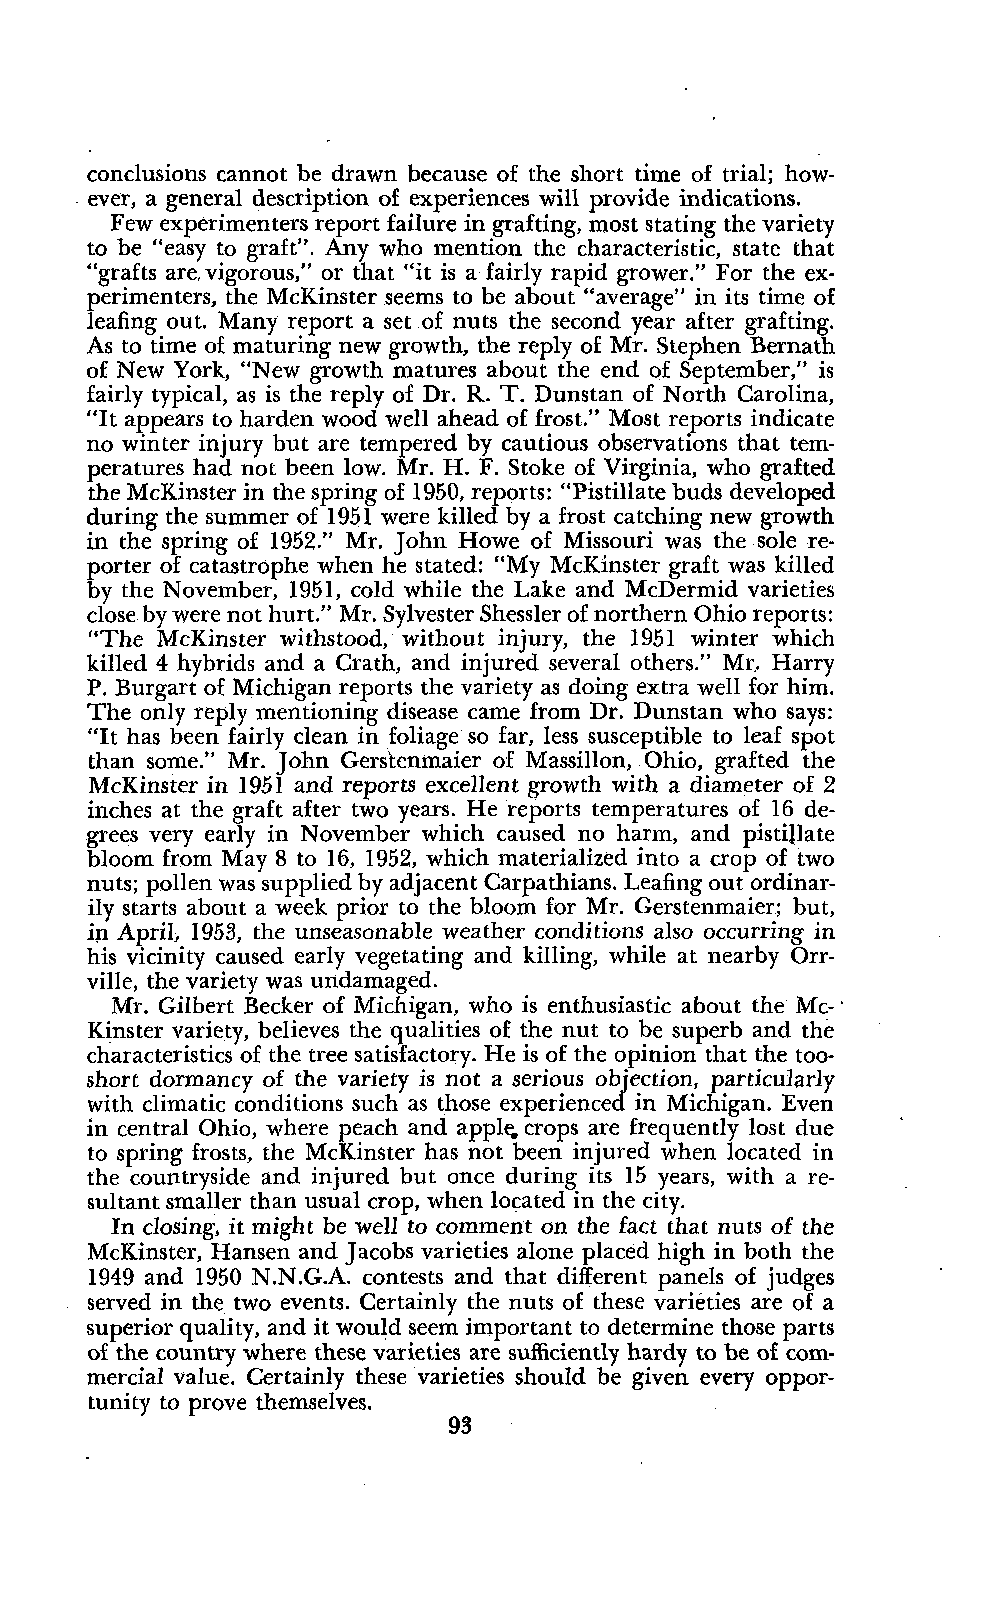 conclusions cannot be drawn because of the short time of trial; how-
ever, a general description of experiences will provide indications.
Few experimenters report failure in grafting, most stating the variety
to be "easy to graft". Any who mention the characteristic, state that
"grafts are vigorous," or that "it is a fairly rapid grower." For the ex-
perimenters, the McKinster seems to be about "average" in its time of
leafing out. Many report a set of nuts the second year after grafting.
As to time of maturing new growth, the reply of Mr. Stephen Bernath
of New York, "New growth matures about the end of September," is
fairly typical, as is the reply of Dr. R. T. Dunstan of North Carolina,
"It appears to harden wood well ahead of frost." Most reports indicate
no winter injury but are tempered by cautious observations that tem-
peratures had not been low. Mr. H. F. Stoke of Virginia, who grafted
the McKinster in the spring of 1950, reports: "Pistillate buds developed
during the summer of 1951 were killed by a frost catching new growth
in the spring of 1952." Mr. John Howe of Missouri was the sole re-
porter of catastrophe when he stated: "My McKinster graft was killed
by the November, 1951, cold while the Lake and McDermid varieties
close by were not hurt." Mr. Sylvester Shessler of northern Ohio reports:
"The McKinster withstood, without injury, the 1951 winter which
killed 4 hybrids and a Crath, and injured several others." Mr. Harry
P. Burgart of Michigan reports the variety as doing extra well for him.
The only reply mentioning disease came from Dr. Dunstan who says:
"It has been fairly clean in foliage so far, less susceptible to leaf spot
than some." Mr. John Gerstenmaier of Massillon, Ohio, grafted the
McKinster in 1951 and reports excellent growth with a diameter of 2
inches at the graft after two years. He reports temperatures of 16 de-
grees very early in November which caused no harm, and pistillate
bloom from May 8 to 16, 1952, which materialized into a crop of two
nuts; pollen was supplied by adjacent Carpathians. Leafing out ordinar-
ily starts about a week prior to the bloom for Mr. Gerstenmaier; but,
in April, 1953, the unseasonable weather conditions also occurring in
his vicinity caused early vegetating and killing, while at nearby Orr-
ville, the variety was undamaged.
Mr. Gilbert Becker of Michigan, who is enthusiastic about the Mc-
Kinster variety, believes the qualities of the nut to be superb and the
characteristics of the tree satisfactory. He is of the opinion that the too-
short dormancy of the variety is not a serious objection, particularly
with climatic conditions such as those experienced in Michigan. Even
in central Ohio, where peach and apple crops are frequently lost due
to spring frosts, the McKinster has not been injured when located in
the countryside and injured but once during its 15 years, with a re-
sultant smaller than usual crop, when located in the city.
In closing, it might be well to comment on the fact that nuts of the
McKinster, Hansen and Jacobs varieties alone placed high in both the
1949 and 1950 N.N.G.A. contests and that different panels of judges
served in the two events. Certainly the nuts of these varieties are of a
superior quality, and it would seem important to determine those parts
of the country where these varieties are sufficiently hardy to be of com-
mercial value. Certainly these varieties should be given every oppor-
tunity to prove themselves.
93